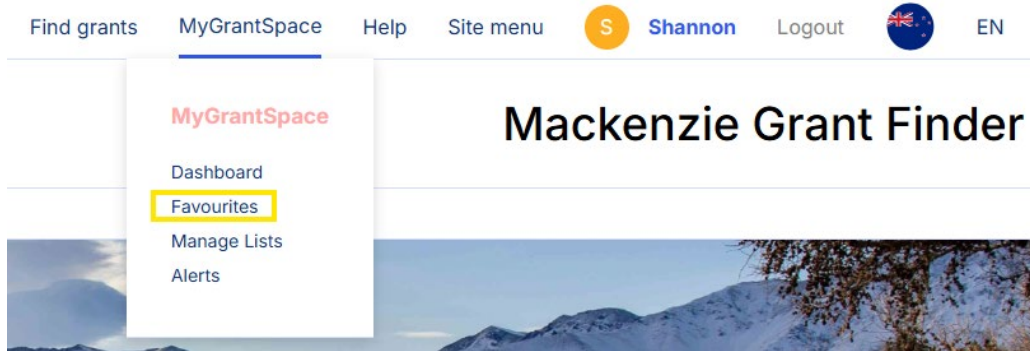 Find grants MyGrantSpace Help Site menu S Shannon Logout EN
MyGrantSpace
Mackenzie Grant Finder
Dashboard
Favourites
Manage Lists
Alerts